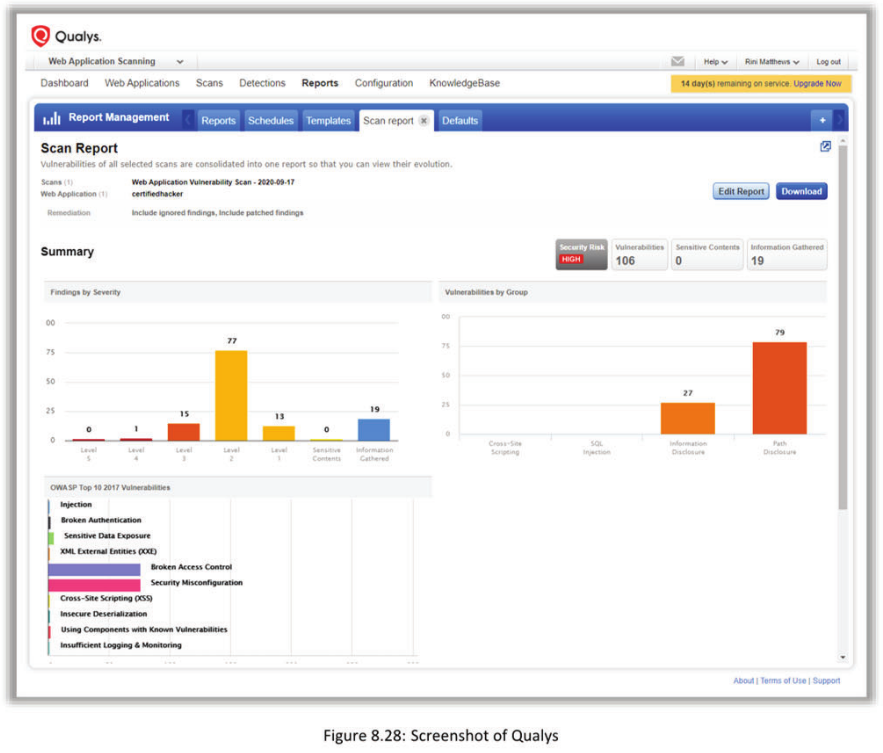 Qualys.
Web Application Scanning
Help
Rini Matthews
Log out
Dashboard Web Applications Scans Detections Reports Configuration KnowledgeBase
14 day(s) remaining on service. Upgrade Now
Report Management Reports Schedules Templates Scan report Defaults +
Scan Report
Vulnerabilities of all selected scans are consolidated into one report so that you can view their evolution.
Scans (1) Web Application Vulnerability Scan - 2020-09-17
Web Application (1) certifiedhacker
Edit Report Download
Remediation Include ignored findings, Include patched findings
Summary
Security Risk
HIGH
Vulnerabilities
106
Sensitive Contents
0
Information Gathered
19
Findings by Severity
00
75
50
25
0
0
1
15
77
13
0
19
Level
5
Level
4
Level
3
Level
2
Level
1
Sensitive
Contents
Information
Gathered
Vulnerabilities by Group
00
75
50
25
0
27
79
Cross-Site
Scripting
SQL
Injection
Information
Disclosure
Path
Disclosure
OWASP Top 10 2017 Vulnerabilities
Injection
Broken Authentication
Sensitive Data Exposure
XML External Entities (XXE)
Broken Access Control
Security Misconfiguration
Cross-Site Scripting (XSS)
Insecure Deserialization
Using Components with Known Vulnerabilities
Insufficient Logging & Monitoring
About | Terms of Use | Support
Figure 8.28: Screenshot of Qualys